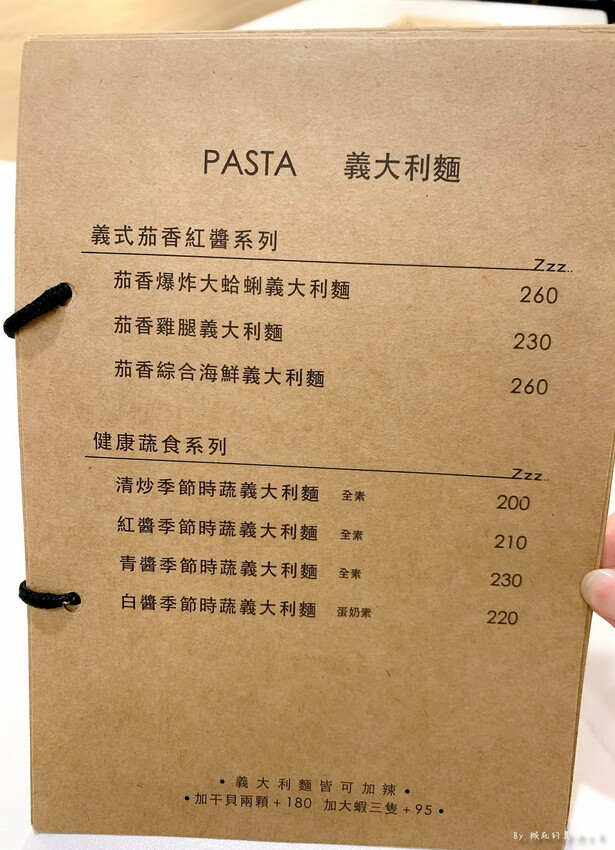 PASTA 義大利麵
義式茄香紅醬系列
Zzz..
茄香爆炸大蛤蜊義大利麵 260
茄香雞腿義大利麵 230
茄香綜合海鮮義大利麵 260
健康蔬食系列
Zzz..
清炒季節時蔬義大利麵 全素 200
紅醬季節時蔬義大利麵 全素 210
青醬季節時蔬義大利麵 全素 230
白醬季節時蔬義大利麵 蛋奶素 220
• 義大利麵皆可加辣 •
• 加干貝兩顆+180 加大蝦三隻+95 •
By